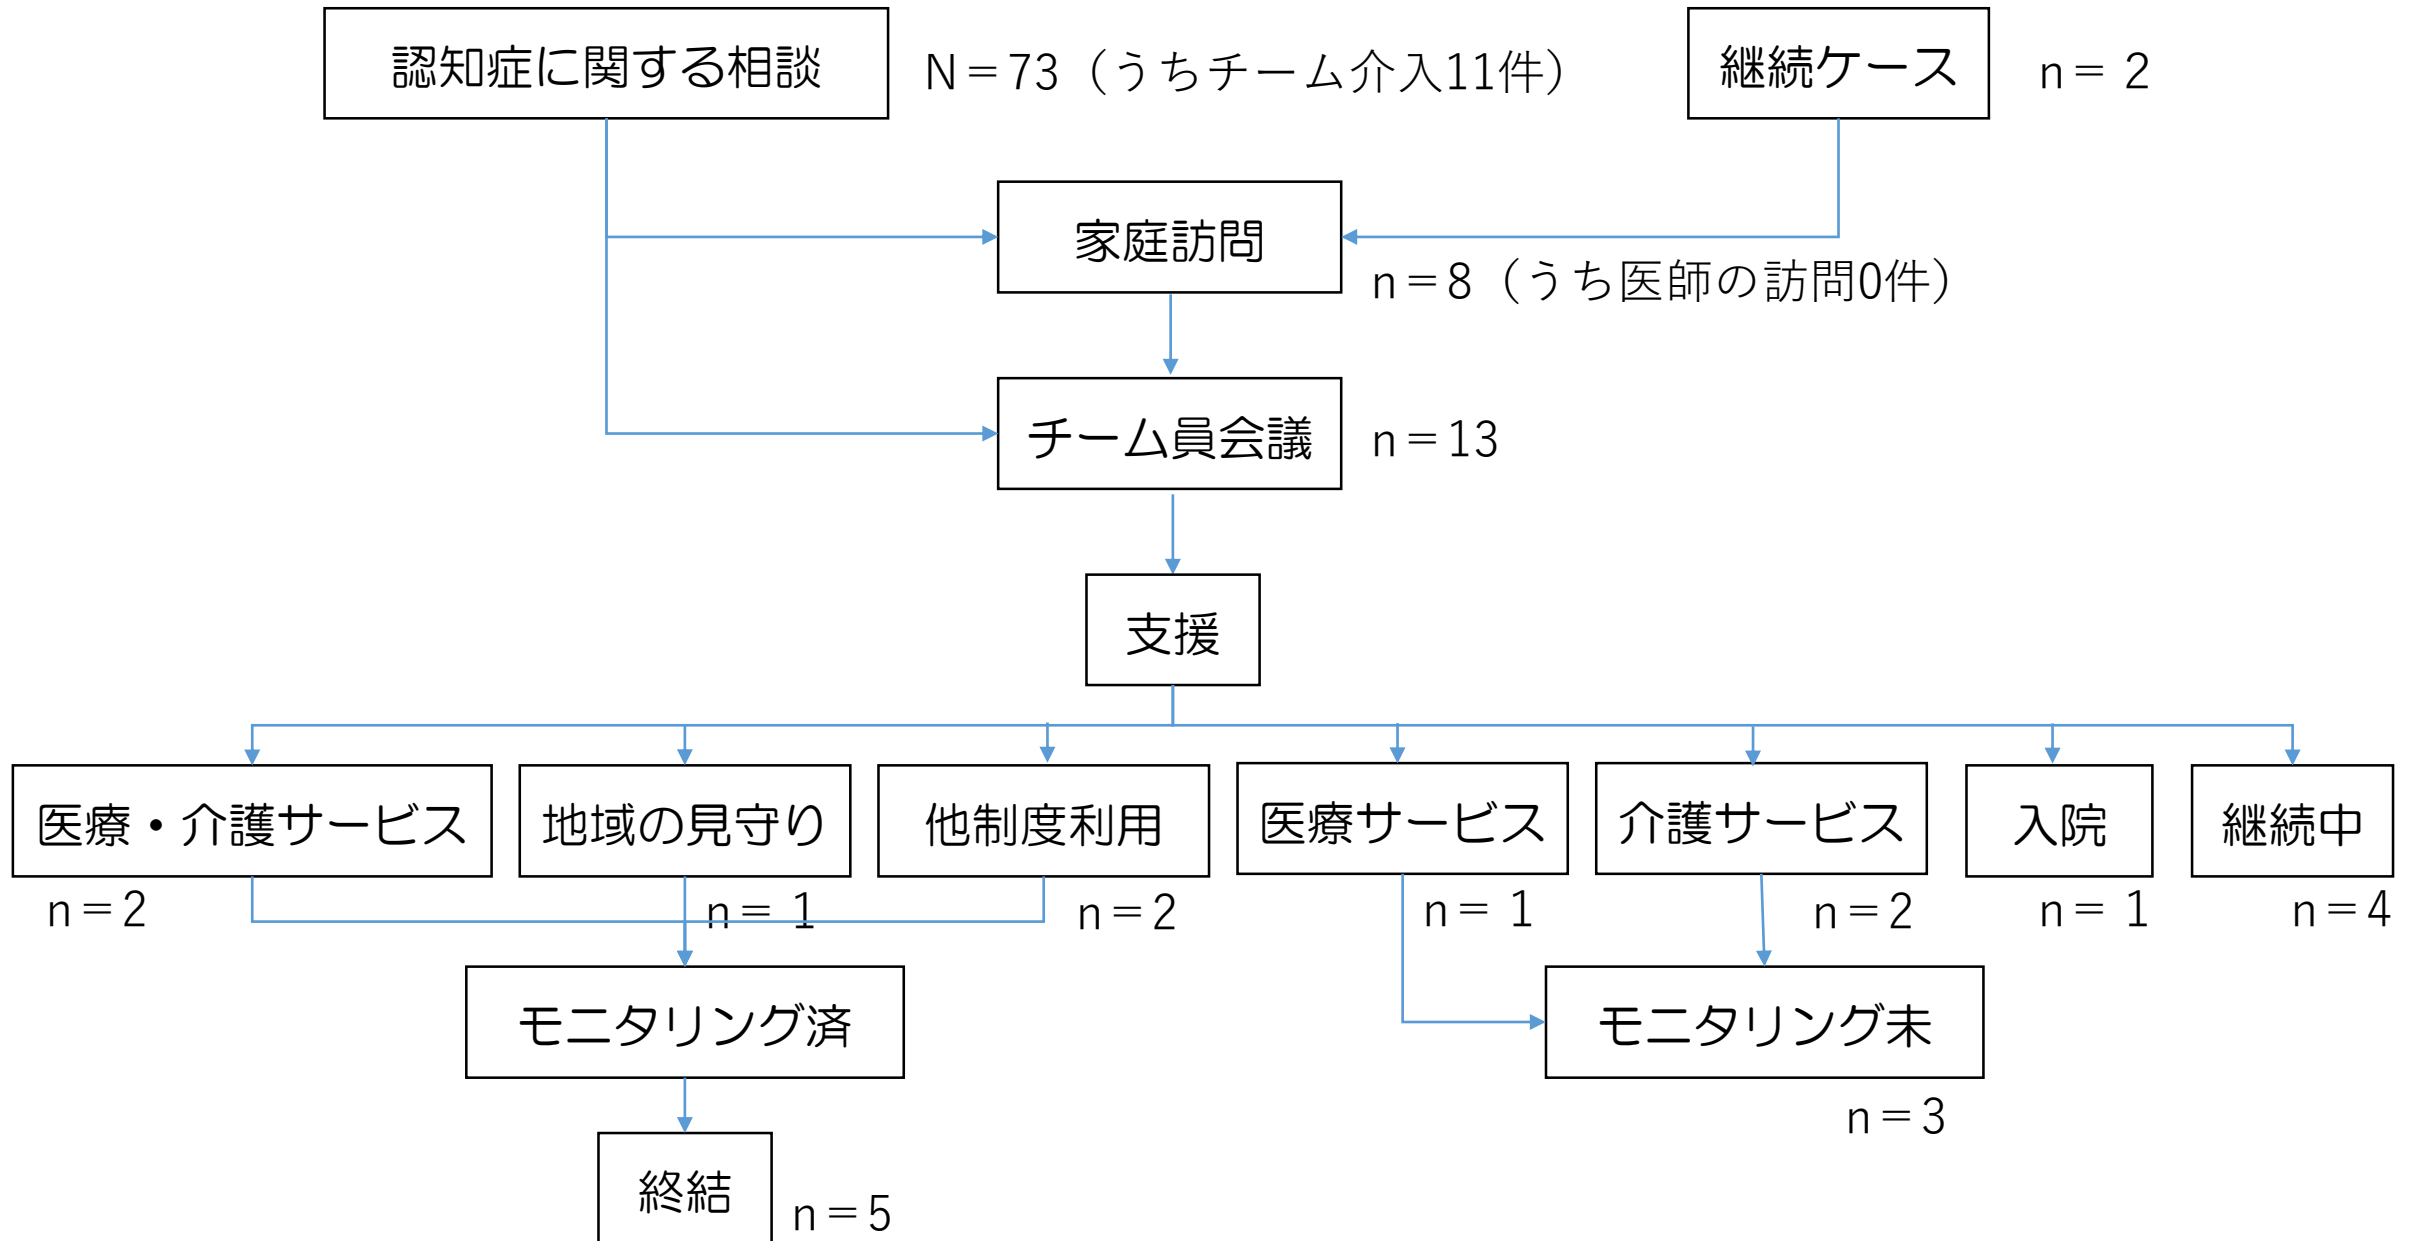 認知症に関する相談
N=73（うちチーム介入11件）
継続ケース
n= 2
家庭訪問
n=8（うち医師の訪問0件）
チーム員会議
n=13
支援
医療・介護サービス
地域の見守り
他制度利用
医療サービス
介護サービス
入院
継続中
n=2
n= 1
n=2
n= 1
n=2
n= 1
n=4
モニタリング済
モニタリング未
n=3
終結
n=5